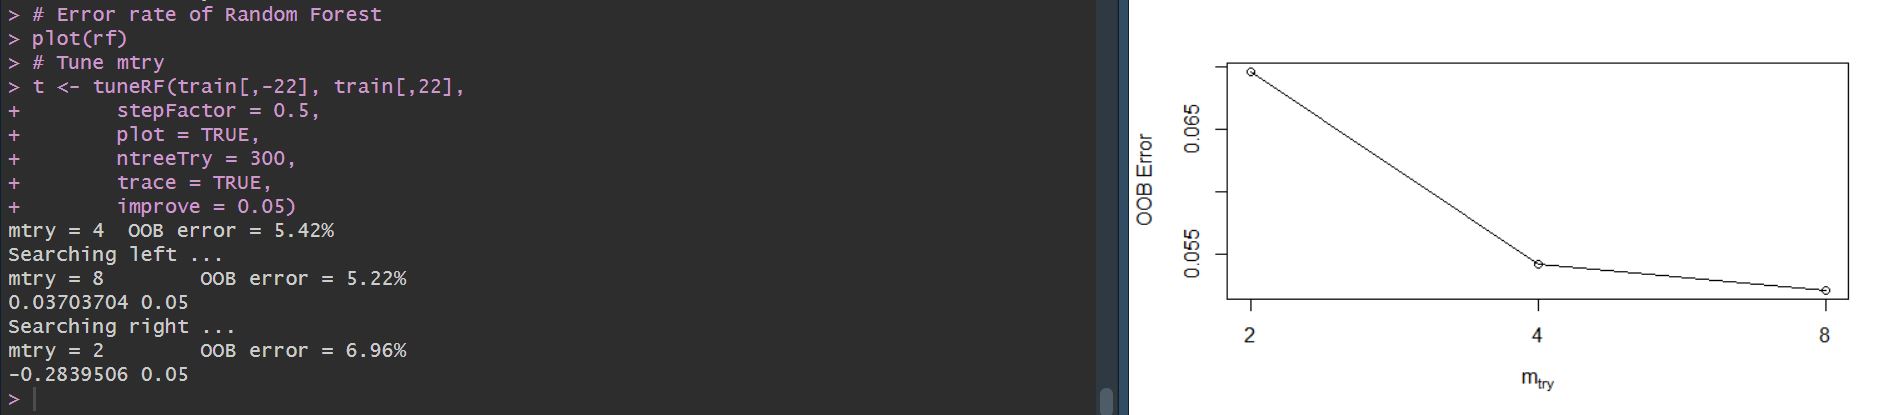 > # Error rate of Random Forest
> plot(rf)
> # Tune mtry
> t <- tuneRF(train[,-22], train[,22],
+        stepFactor = 0.5,
+        plot = TRUE,
+        ntreeTry = 300,
+        trace = TRUE,
+        improve = 0.05)
mtry = 4  OOB error = 5.42%
Searching left ...
mtry = 8        OOB error = 5.22%
0.03703704 0.05
Searching right ...
mtry = 2        OOB error = 6.96%
-0.2839506 0.05
>
OOB Error
0.065
0.055
2 4 8
mtry